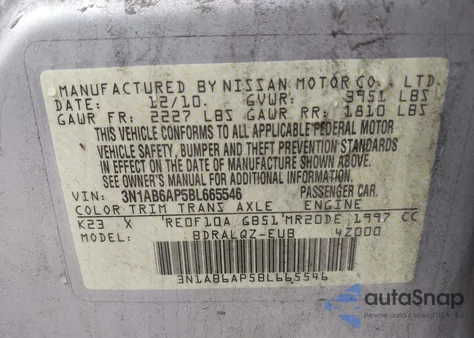 MANUFACTURED BY NISSAN MOTOR CO., LTD.
DATE: 12/10. GVWR: 3951 LBS
GAWR FR: 2227 LBS GAWR RR: 1810 LBS
THIS VEHICLE CONFORMS TO ALL APPLICABLE FEDERAL MOTOR
VEHICLE SAFETY, BUMPER AND THEFT PREVENTION STANDARDS
IN EFFECT ON THE DATE OF MANUFACTURE SHOWN ABOVE.
SEE OWNER'S MANUAL FOR ADDITIONAL INFORMATION.
VIN: 3N1AB6AP5BL665546 PASSENGER CAR.
COLOR TRIM TRANS AXLE ENGINE
K23 X RE0F10A GB51 MR20DE 1997 CC
MODEL: BDRALQZ-EUB 4Z000
3N1AB6AP5BL665546
autoSnap